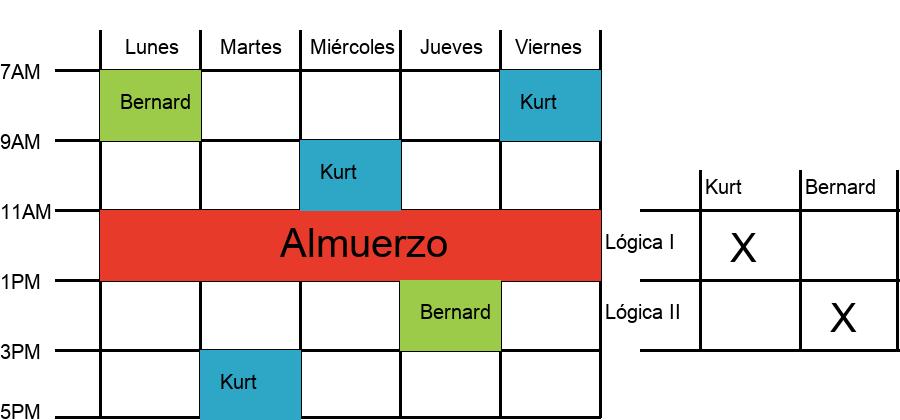 Lunes Martes Miércoles Jueves Viernes
7AM
Bernard Kurt
9AM
Kurt
Kurt Bernard
11AM
Almuerzo
Lógica I X
1PM
Bernard
Lógica II X
3PM
Kurt
5PM